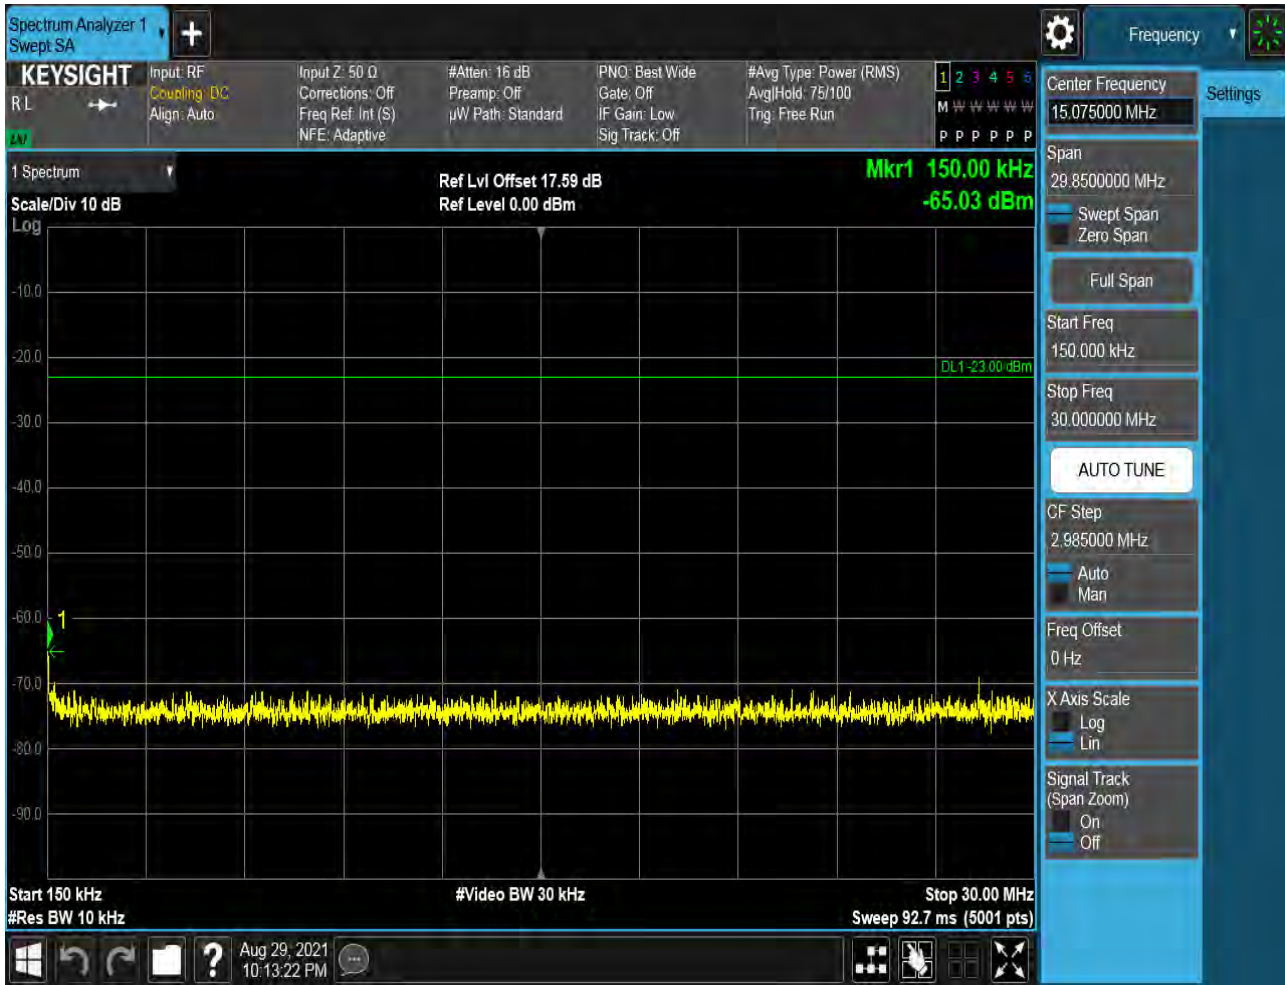 Spectrum Analyzer 1
Swept SA
Frequency
KEYSIGHT
R L
LNI
Input: RF
Coupling: DC
Align: Auto
Input Z: 50 Ω
Corrections: Off
Freq Ref: Int (S)
NFE: Adaptive
#Atten: 16 dB
Preamp: Off
µW Path: Standard
PNO: Best Wide
Gate: Off
IF Gain: Low
Sig Track: Off
#Avg Type: Power (RMS)
Avg|Hold: 75/100
Trig: Free Run
1 2 3 4 5 6
M W W W W W
P P P P P P
1 Spectrum
Scale/Div 10 dB
Log
Ref Lvl Offset 17.59 dB
Ref Level 0.00 dBm
Mkr1 150.00 kHz
-65.03 dBm
-10.0
-20.0
DL1 -23.00 dBm
-30.0
-40.0
-50.0
-60.0
1
-70.0
-80.0
-90.0
Start 150 kHz
#Video BW 30 kHz
Stop 30.00 MHz
#Res BW 10 kHz
Sweep 92.7 ms (5001 pts)
?
Aug 29, 2021
10:13:22 PM
Center Frequency
15.075000 MHz
Settings
Span
29.8500000 MHz
Swept Span
Zero Span
Full Span
Start Freq
150.000 kHz
Stop Freq
30.000000 MHz
AUTO TUNE
CF Step
2.985000 MHz
Auto
Man
Freq Offset
0 Hz
X Axis Scale
Log
Lin
Signal Track
(Span Zoom)
On
Off